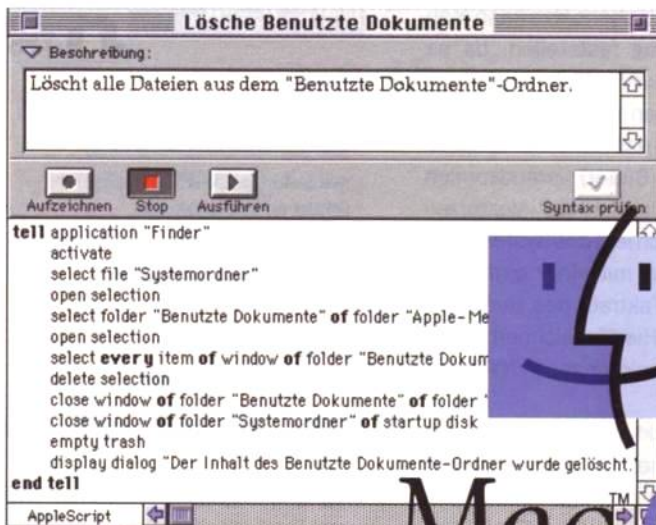 Lösche Benutzte Dokumente
Beschreibung:
Löscht alle Dateien aus dem "Benutzte Dokumente"-Ordner.
Aufzeichnen Stop Ausführen Syntax prüfen
tell application "Finder"
activate
select file "Systemordner"
open selection
select folder "Benutzte Dokumente" of folder "Apple-Me
open selection
select every item of window of folder "Benutzte Dokum
delete selection
close window of folder "Benutzte Dokumente" of folder "
close window of folder "Systemordner" of startup disk
empty trash
display dialog "Der Inhalt des Benutzte Dokumente-Ordner wurde gelöscht."
end tell
AppleScript
Mac
TM